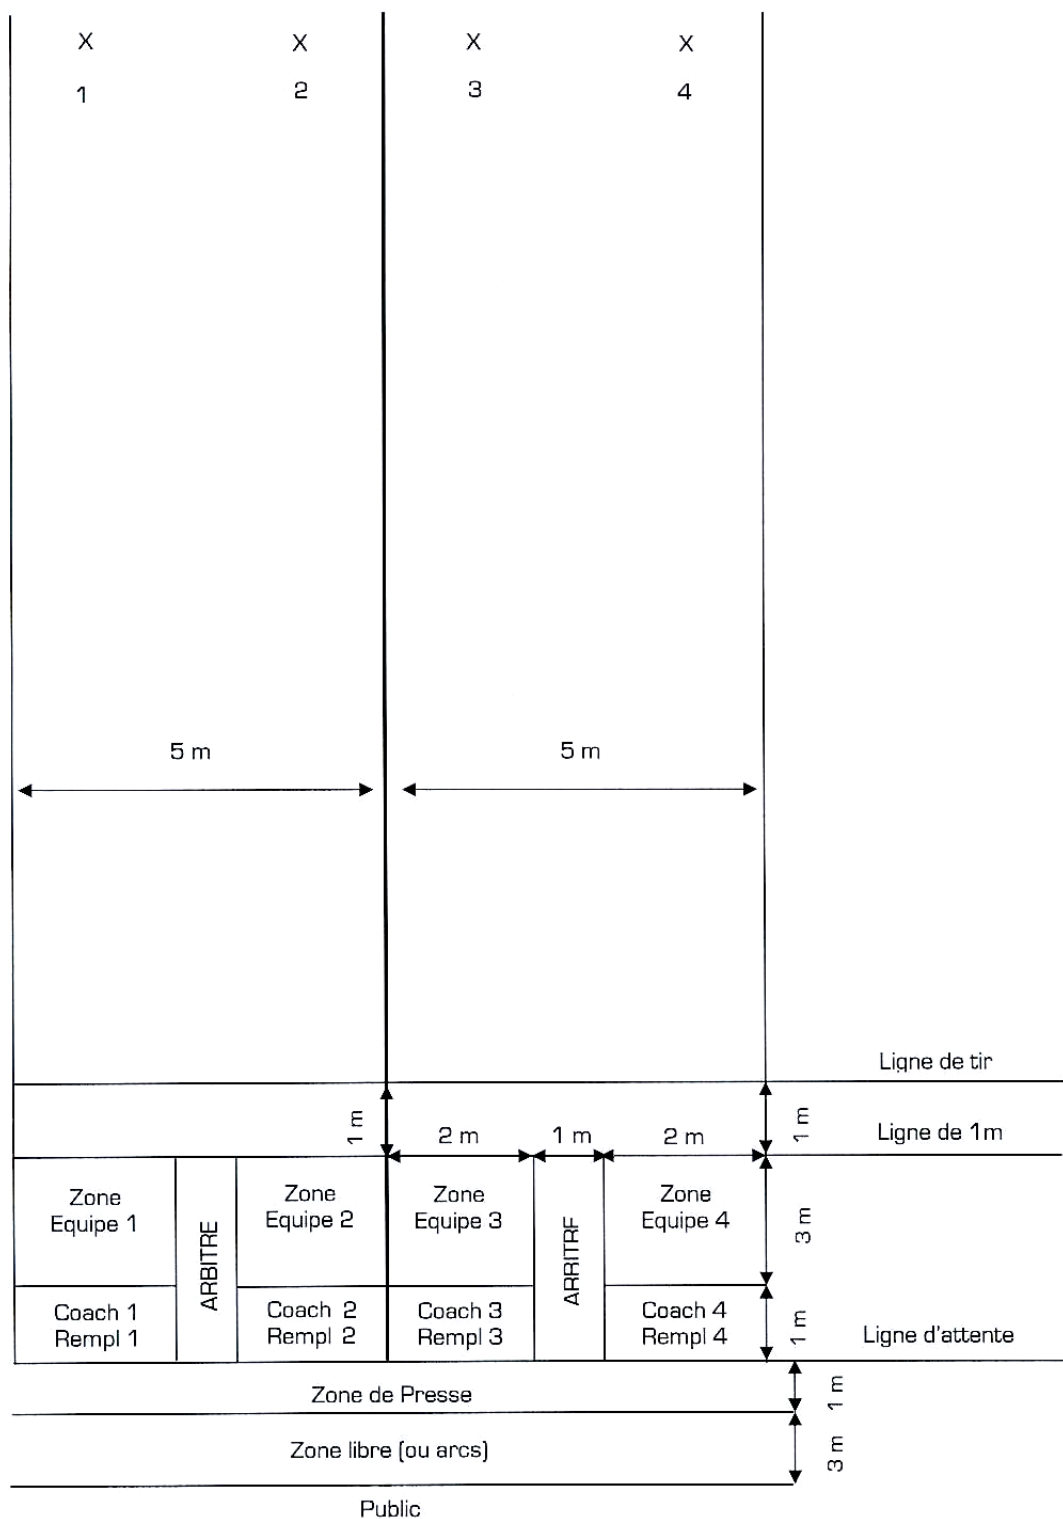 X X X X
1 2 3 4
5 m 5 m
Ligne de tir
1 m 1 m
2 m 1 m 2 m
Ligne de 1m
Zone
Equipe 1
ARBITRE
Zone
Equipe 2
Zone
Equipe 3
ARRITRF
Zone
Equipe 4
3 m
Coach 1
Rempl 1
Coach 2
Rempl 2
Coach 3
Rempl 3
Coach 4
Rempl 4
1 m
Ligne d'attente
Zone de Presse
1 m
Zone libre (ou arcs)
3 m
Public